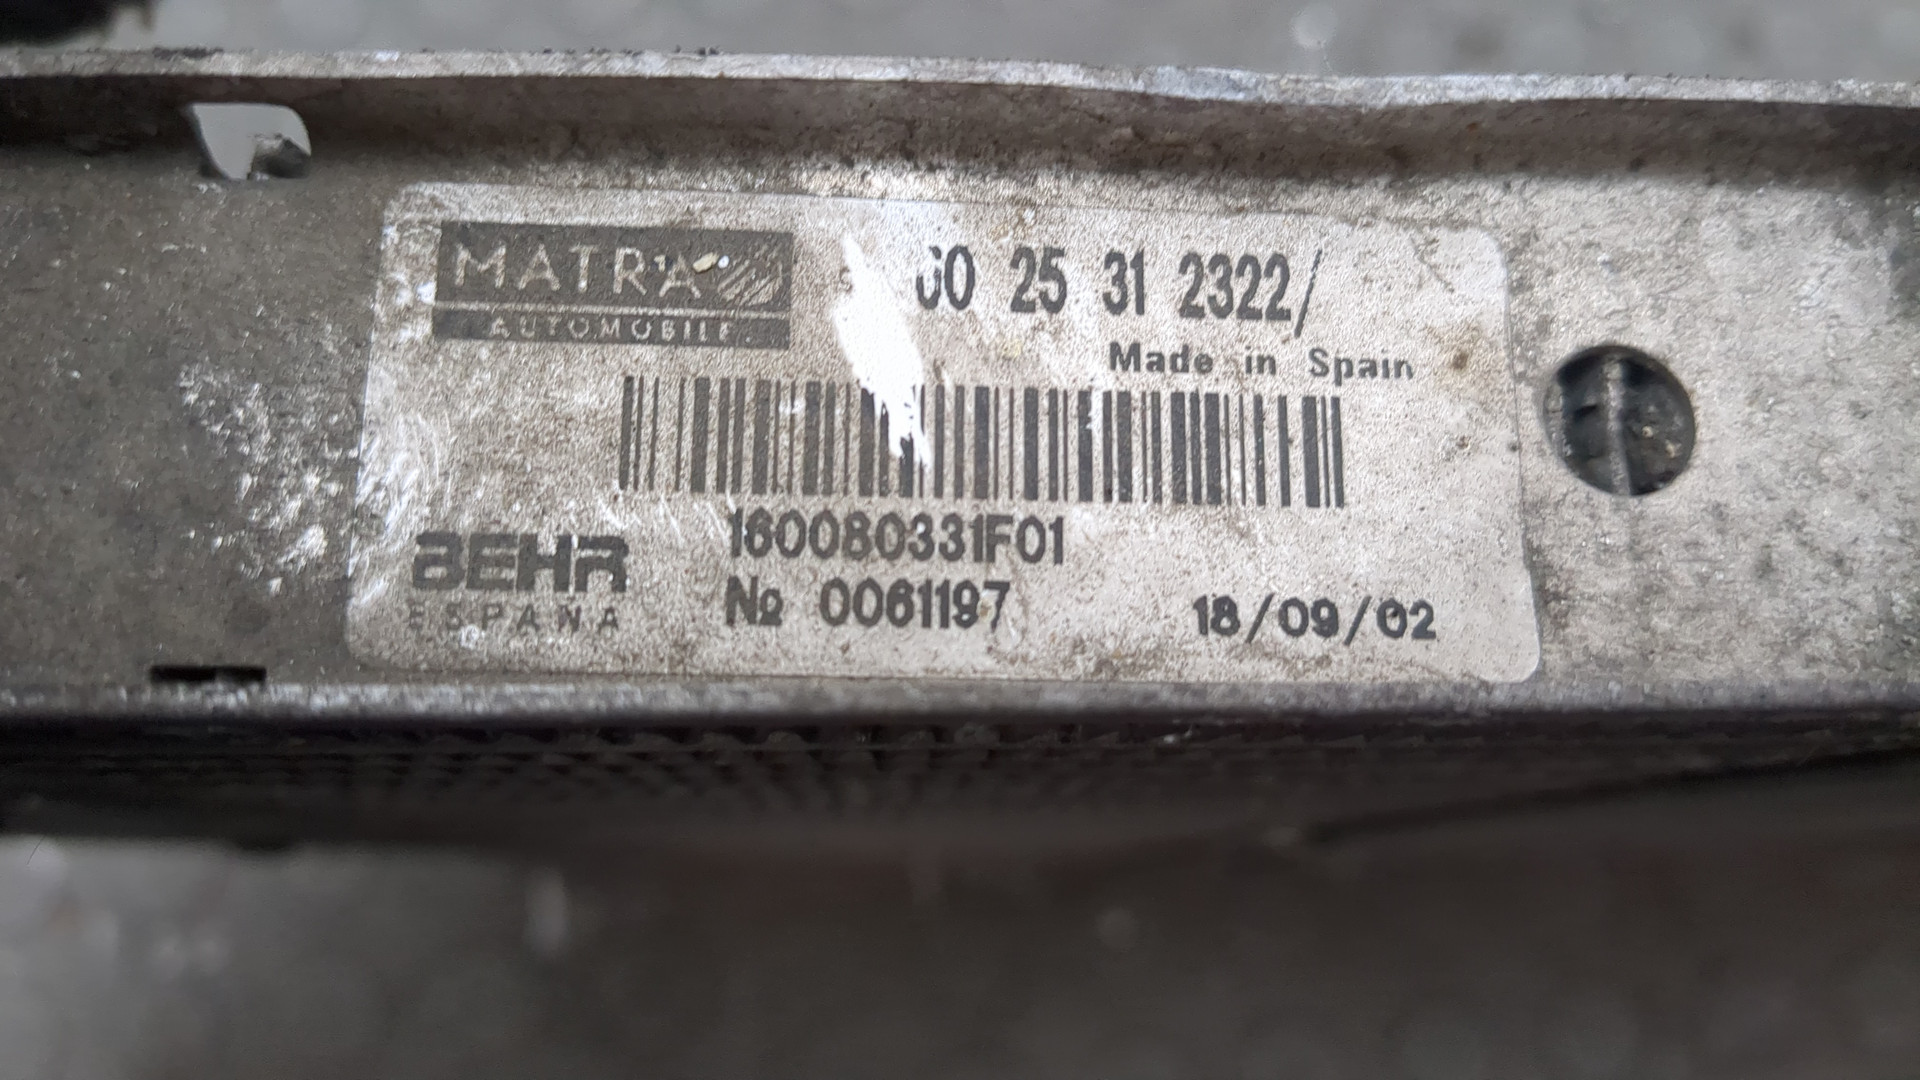 MATRA
AUTOMOBILE
60 25 31 2322/
Made in Spain
160080331F01
BEHR
ESPAÑA
№ 0061197
18/09/02